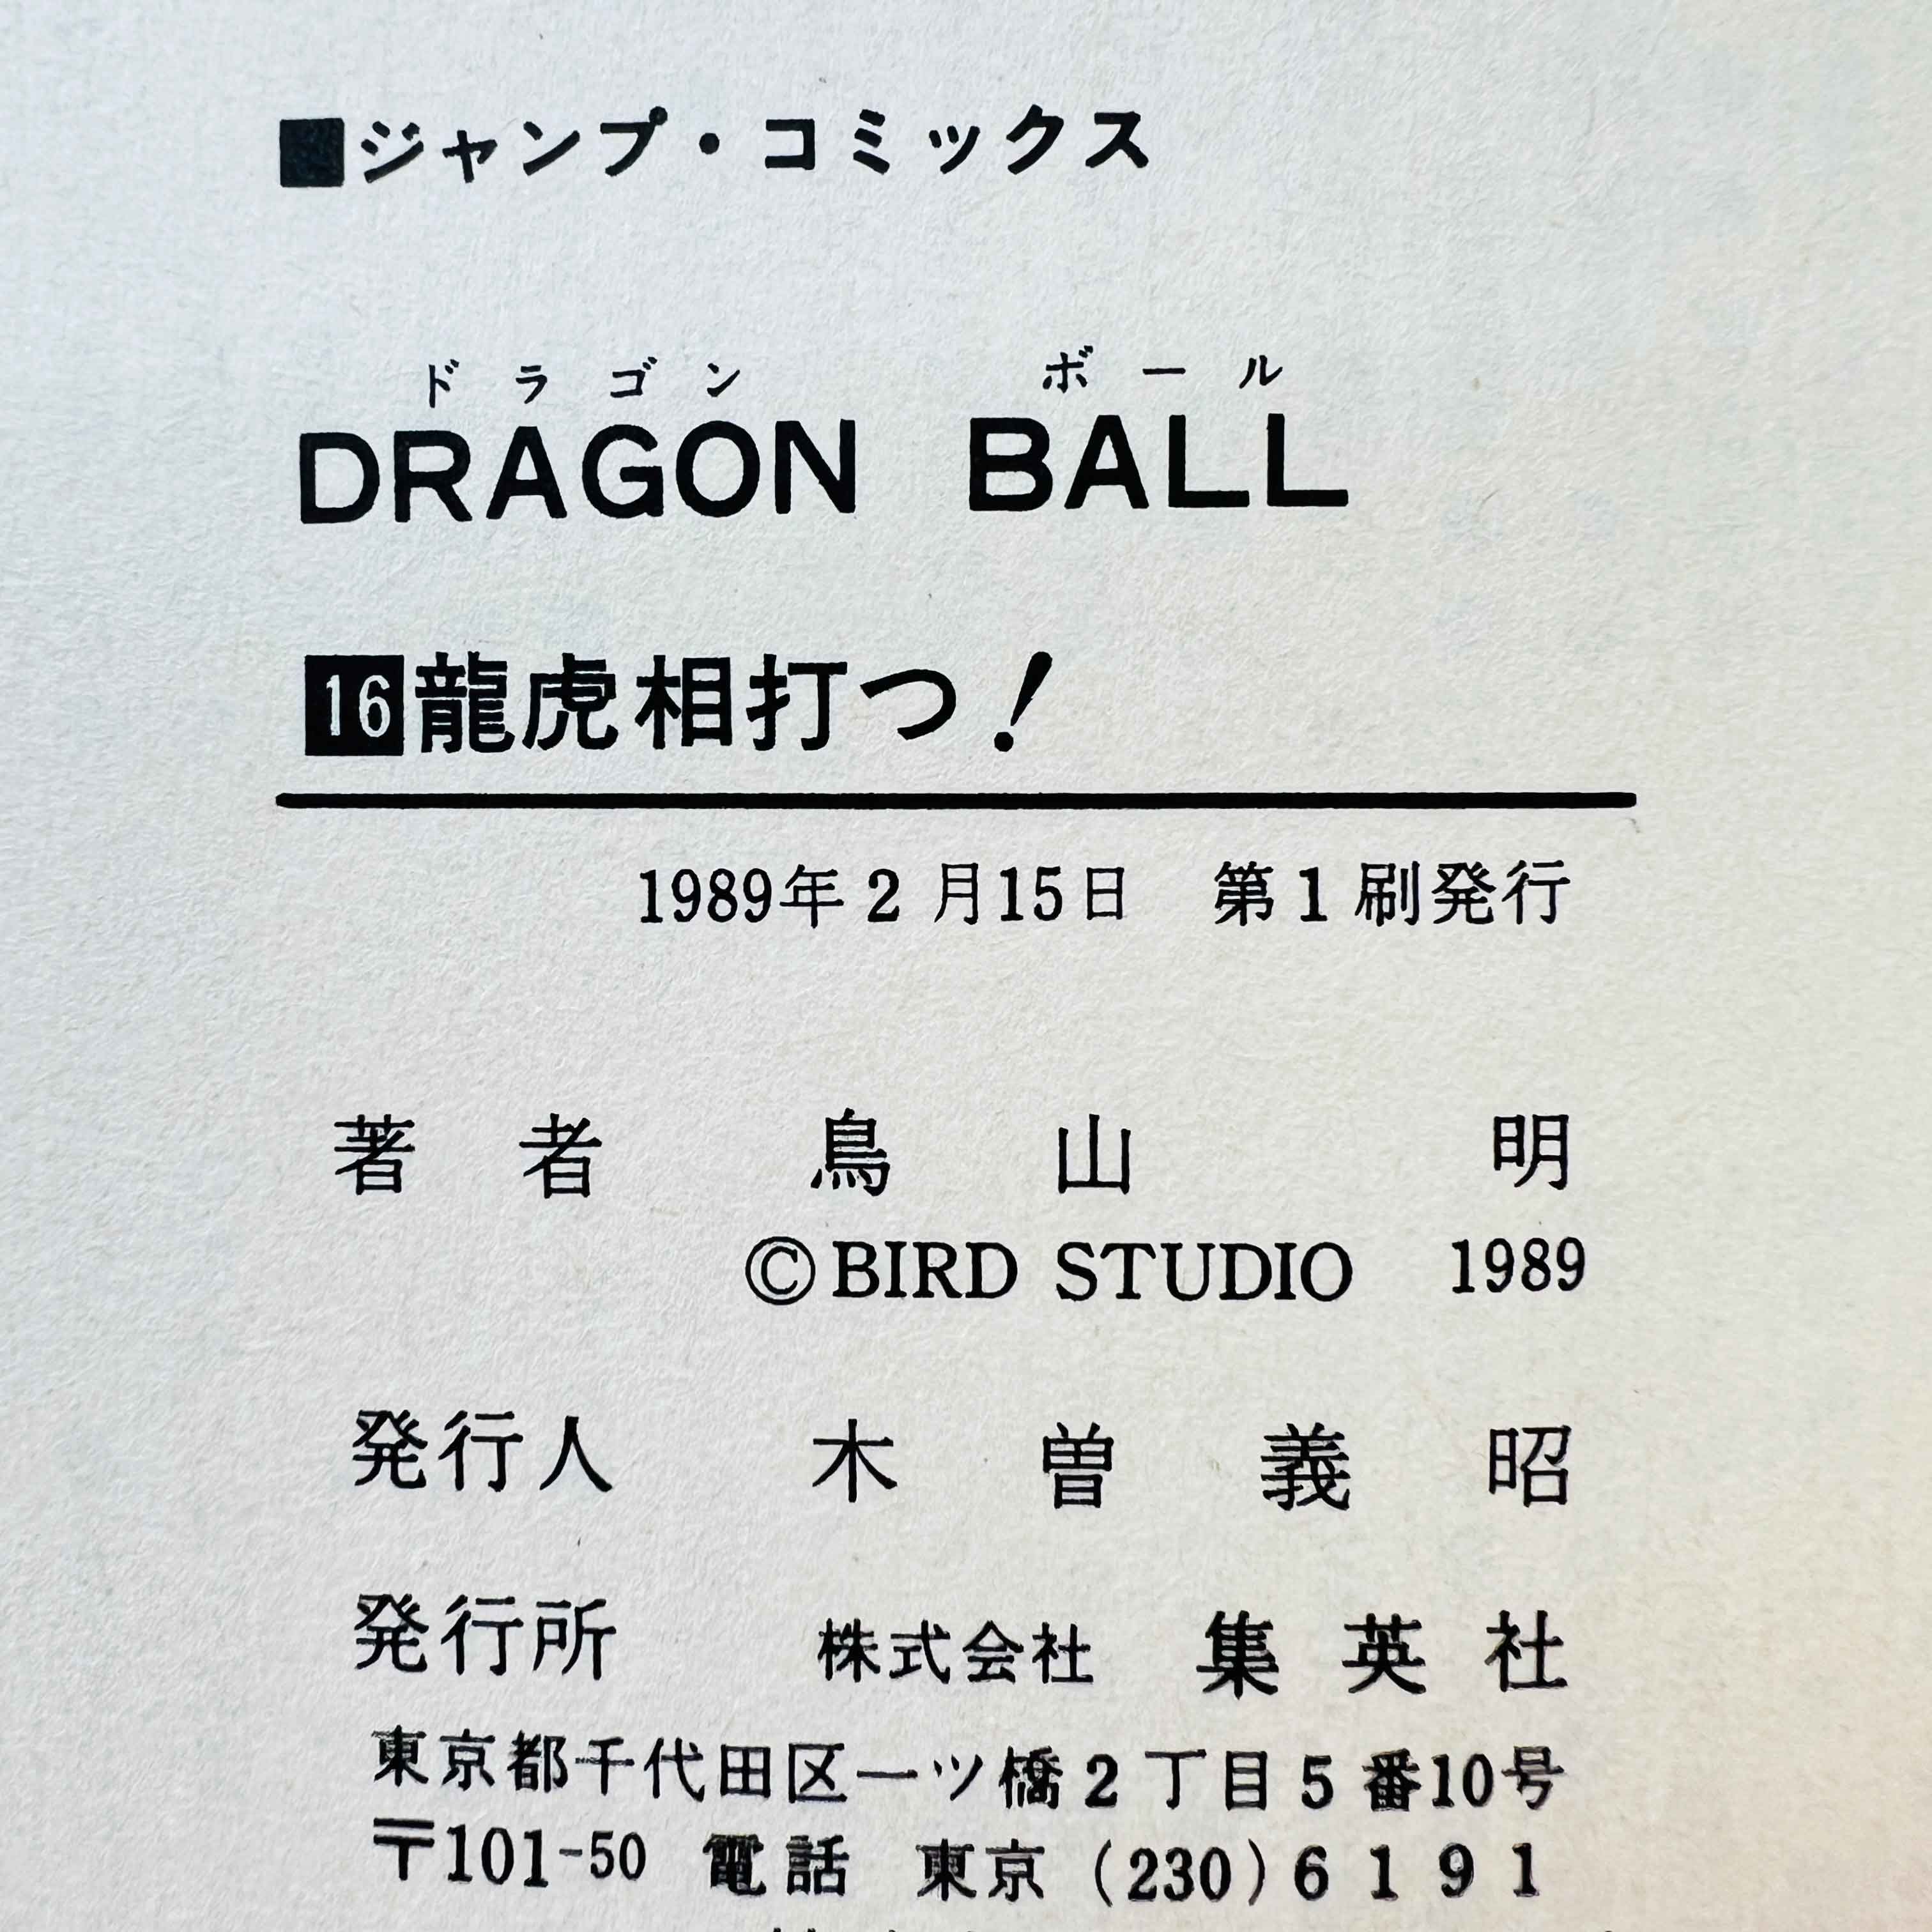 ■ジャンプ・コミックス
ドラゴン ボール
DRAGON BALL
16龍虎相打つ!
1989年2月15日 第1刷発行
著者 鳥山明
©BIRD STUDIO 1989
発行人 木曽義昭
発行所 株式会社 集英社
東京都千代田区一ツ橋2丁目5番10号
〒101-50 電話 東京(230)6191